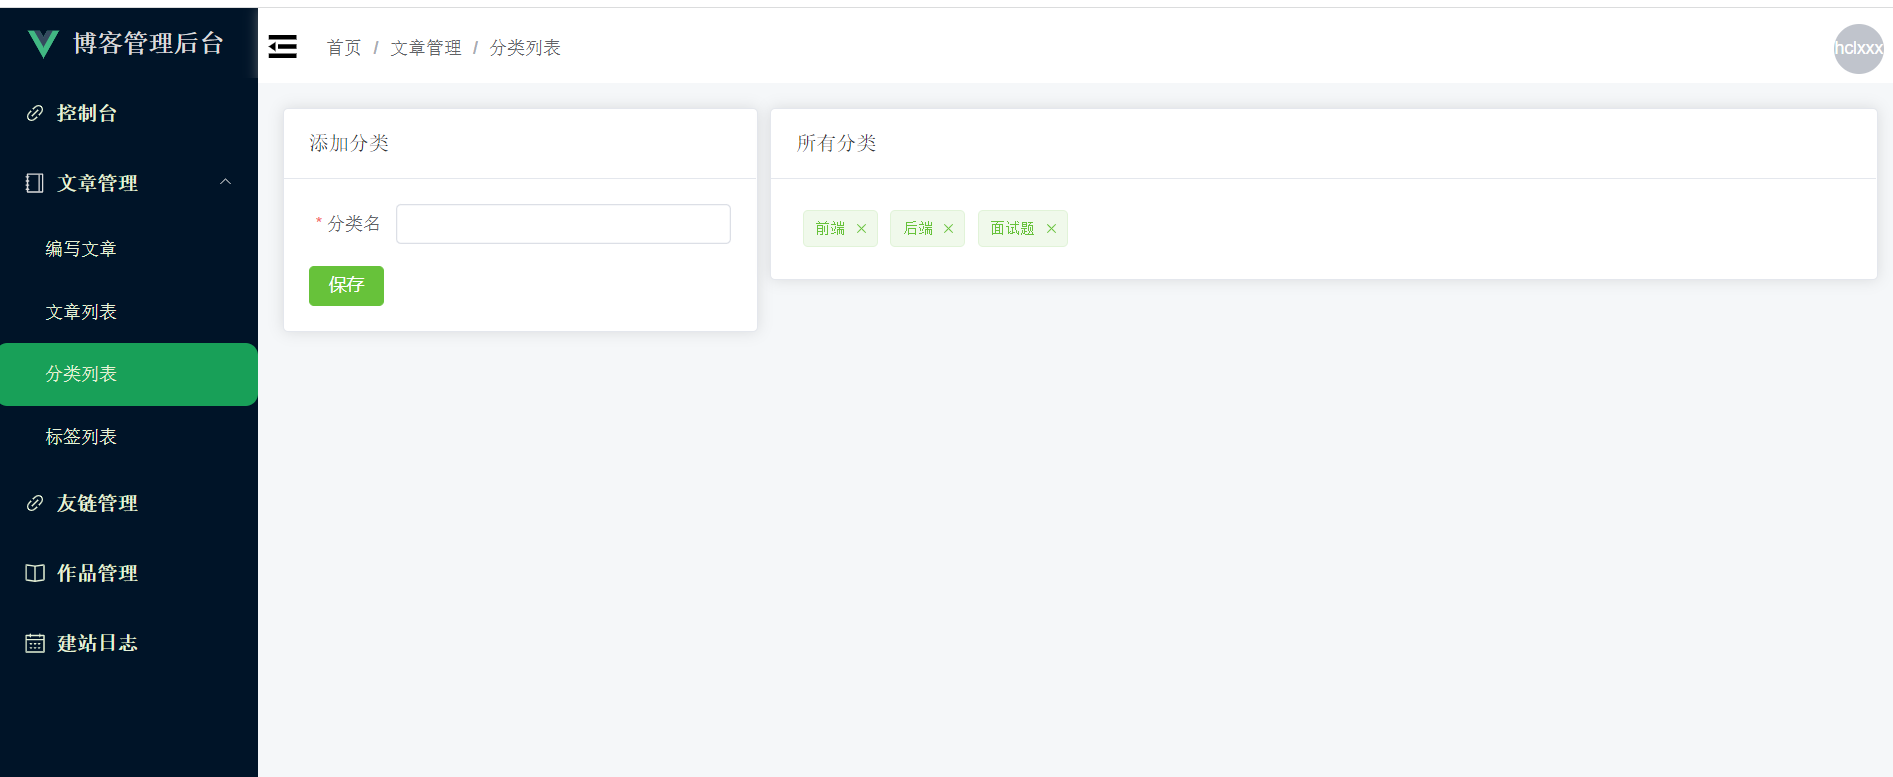 博客管理后台
控制台
文章管理
编写文章
文章列表
分类列表
标签列表
友链管理
作品管理
建站日志
首页 / 文章管理 / 分类列表
hclxxx
添加分类
* 分类名
保存
所有分类
前端 × 后端 × 面试题 ×